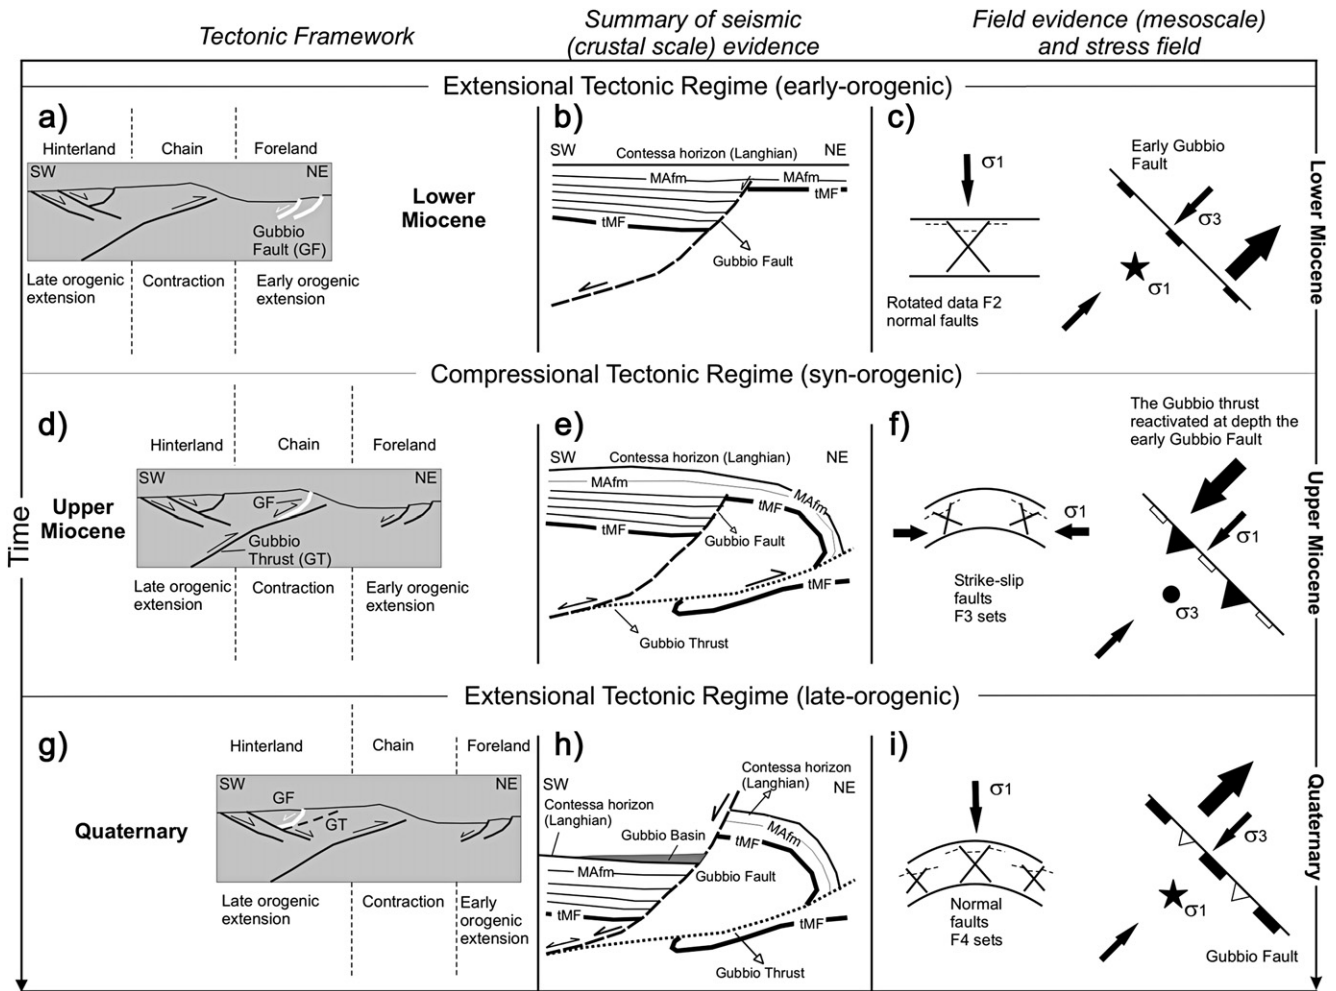 Tectonic Framework
Summary of seismic
(crustal scale) evidence
Field evidence (mesoscale)
and stress field
Extensional Tectonic Regime (early-orogenic)
a)
Hinterland
Chain
Foreland
SW
NE
Gubbio
Fault (GF)
Late orogenic
extension
Contraction
Early orogenic
extension
Lower
Miocene
b)
SW
NE
Contessa horizon (Langhian)
MAfm
MAfm
tMF
tMF
Gubbio Fault
c)
σ1
Rotated data F2
normal faults
Early Gubbio
Fault
σ3
σ1
Lower Miocene
Compressional Tectonic Regime (syn-orogenic)
d)
Hinterland
Chain
Foreland
SW
NE
GF
Gubbio
Thrust (GT)
Late orogenic
extension
Contraction
Early orogenic
extension
Upper
Miocene
Time
e)
SW
Contessa horizon (Langhian)
NE
MAfm
MAfm
tMF
tMF
Gubbio Fault
tMF
Gubbio Thrust
f)
The Gubbio thrust
reactivated at depth the
early Gubbio Fault
σ1
Strike-slip
faults
F3 sets
σ1
σ3
Upper Miocene
Extensional Tectonic Regime (late-orogenic)
g)
Hinterland
Chain
Foreland
SW
NE
GF
GT
Late orogenic
extension
Contraction
Early
orogenic
extension
Quaternary
h)
SW
Contessa horizon
(Langhian)
NE
Contessa horizon
(Langhian)
Gubbio Basin
MAfm
MAfm
tMF
Gubbio Fault
tMF
tMF
Gubbio Thrust
i)
σ1
Normal
faults
F4 sets
σ3
σ1
Gubbio Fault
Quaternary